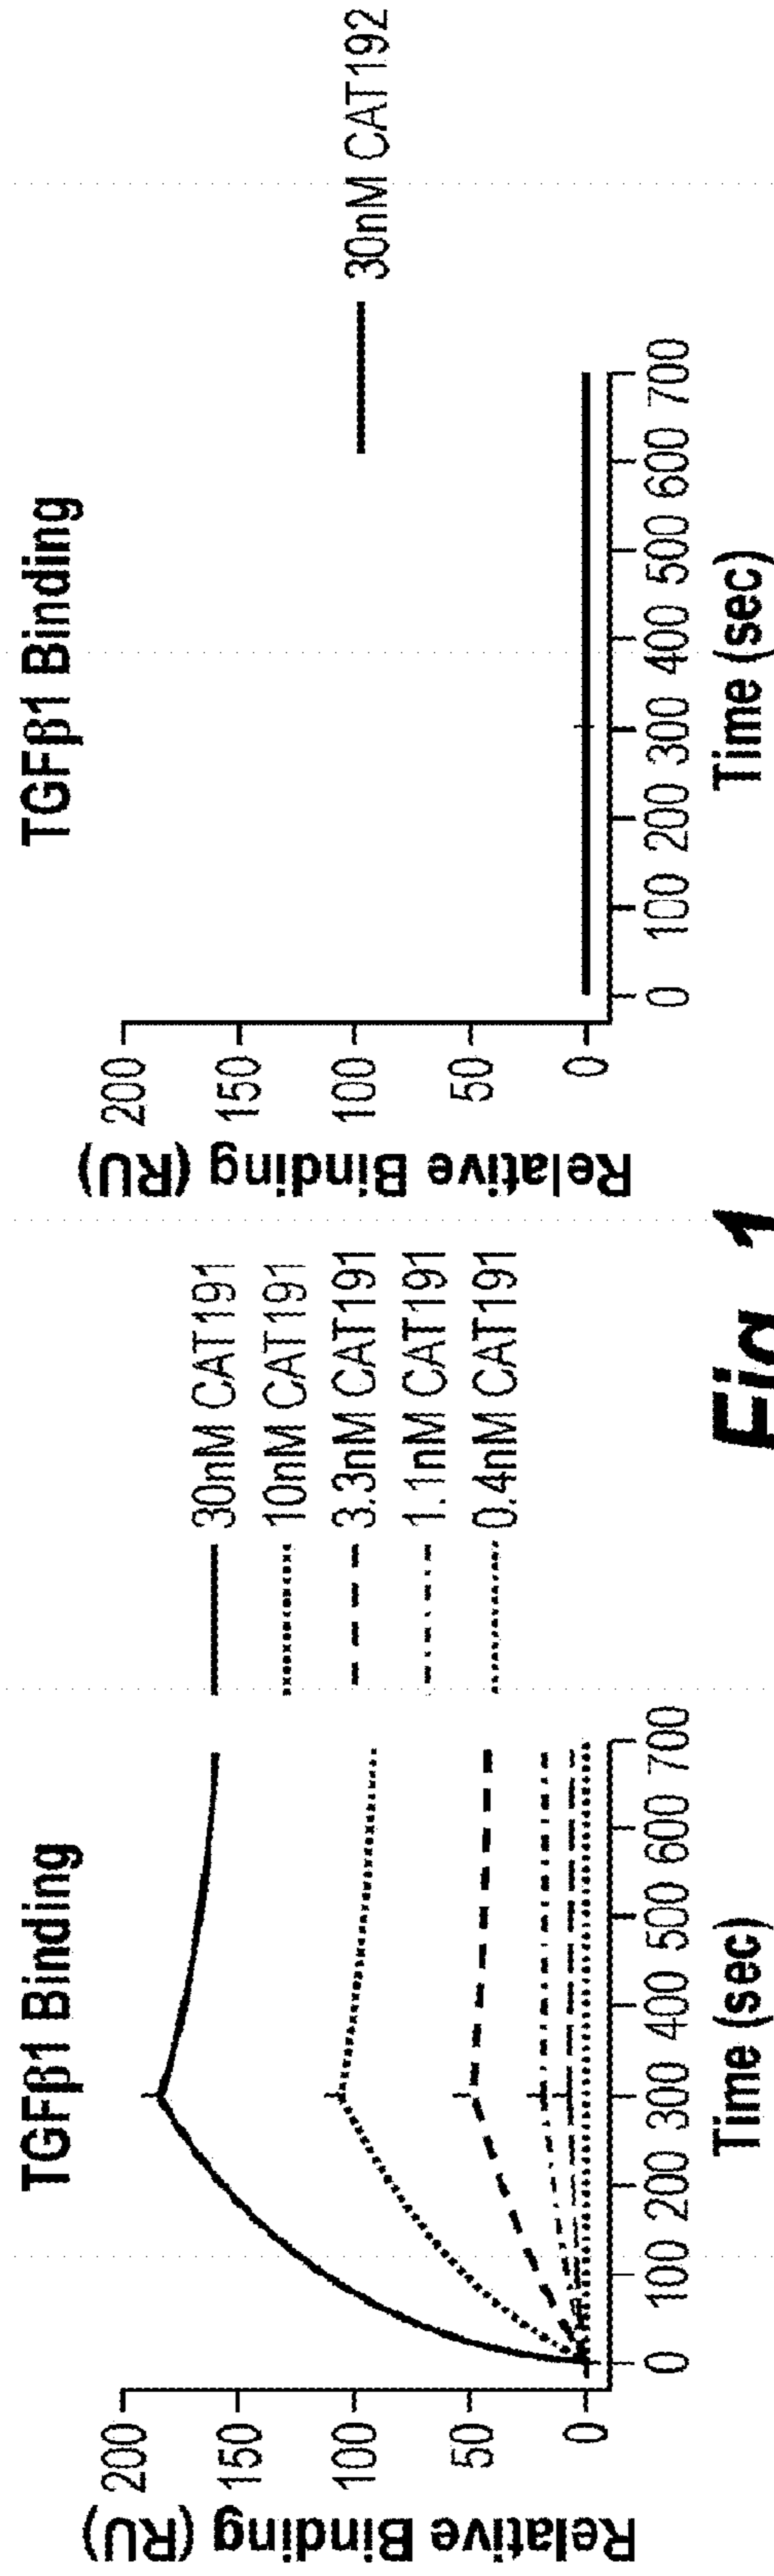 TGFβ1 Binding
Relative Binding (RU)
200
150
100
50
0
0 100 200 300 400 500 600 700
Time (sec)
30nM CAT191
10nM CAT191
3.3nM CAT191
1.1nM CAT191
0.4nM CAT191
TGFβ1 Binding
Relative Binding (RU)
200
150
100
50
0
0 100 200 300 400 500 600 700
Time (sec)
30nM CAT192
Fig. 1